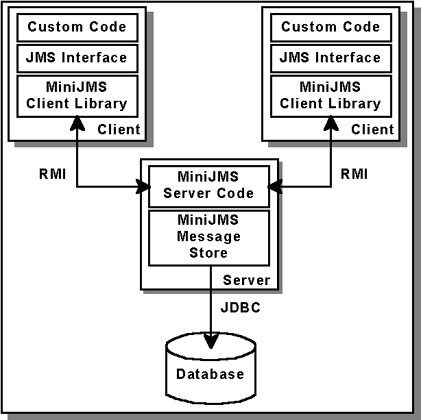 Custom Code
JMS Interface
MiniJMS
Client Library
Client
Custom Code
JMS Interface
MiniJMS
Client Library
Client
RMI
RMI
MiniJMS
Server Code
MiniJMS
Message
Store
Server
JDBC
Database